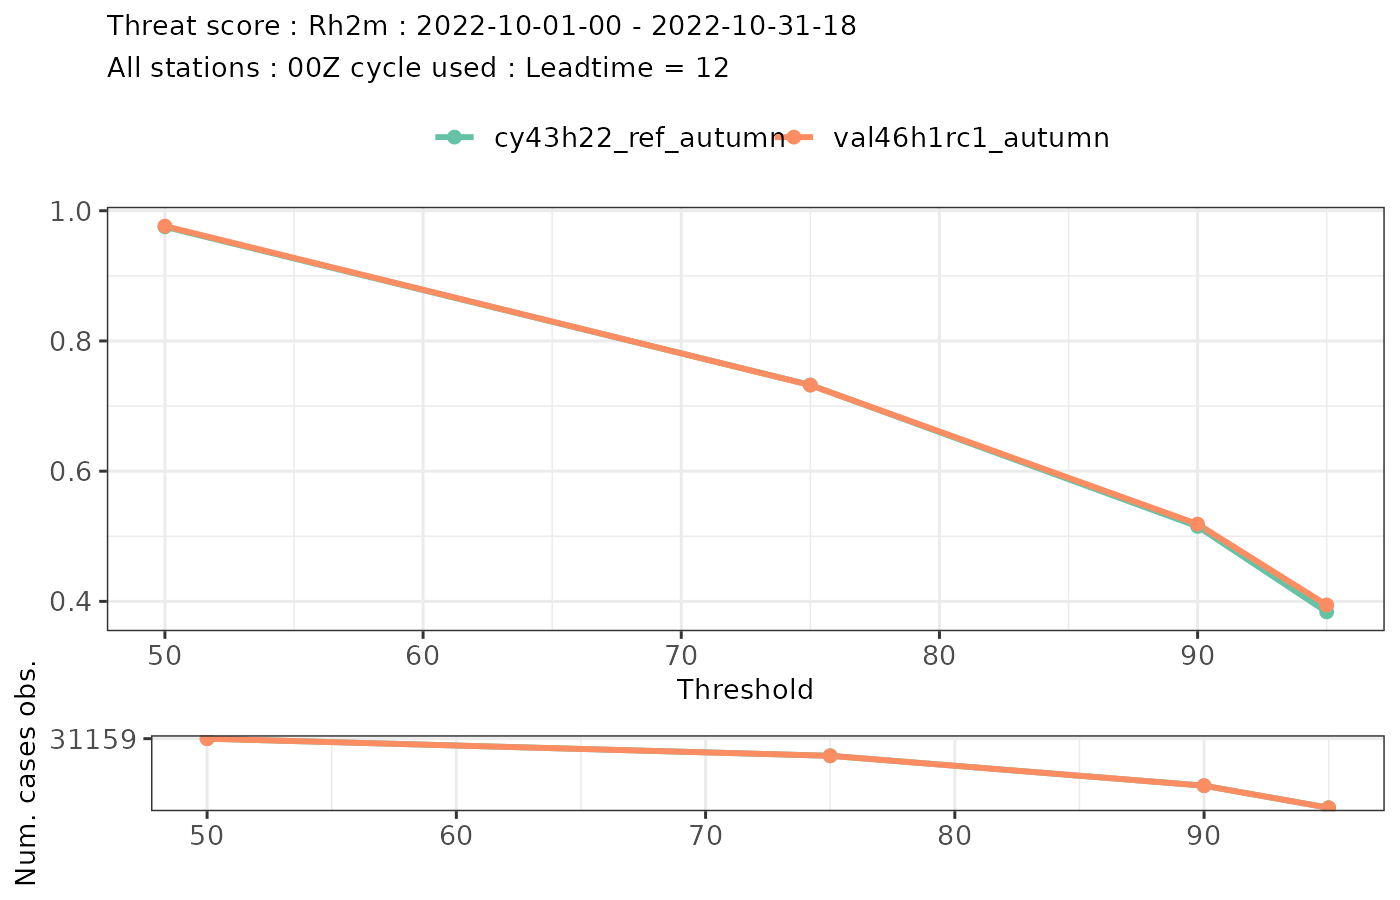 Threat score : Rh2m : 2022-10-01-00 - 2022-10-31-18
All stations : 00Z cycle used : Leadtime = 12
cy43h22_ref_autumn val46h1rc1_autumn
1.0
0.8
0.6
0.4
50 60 70 80 90
Threshold
Num. cases obs.
31159
50 60 70 80 90